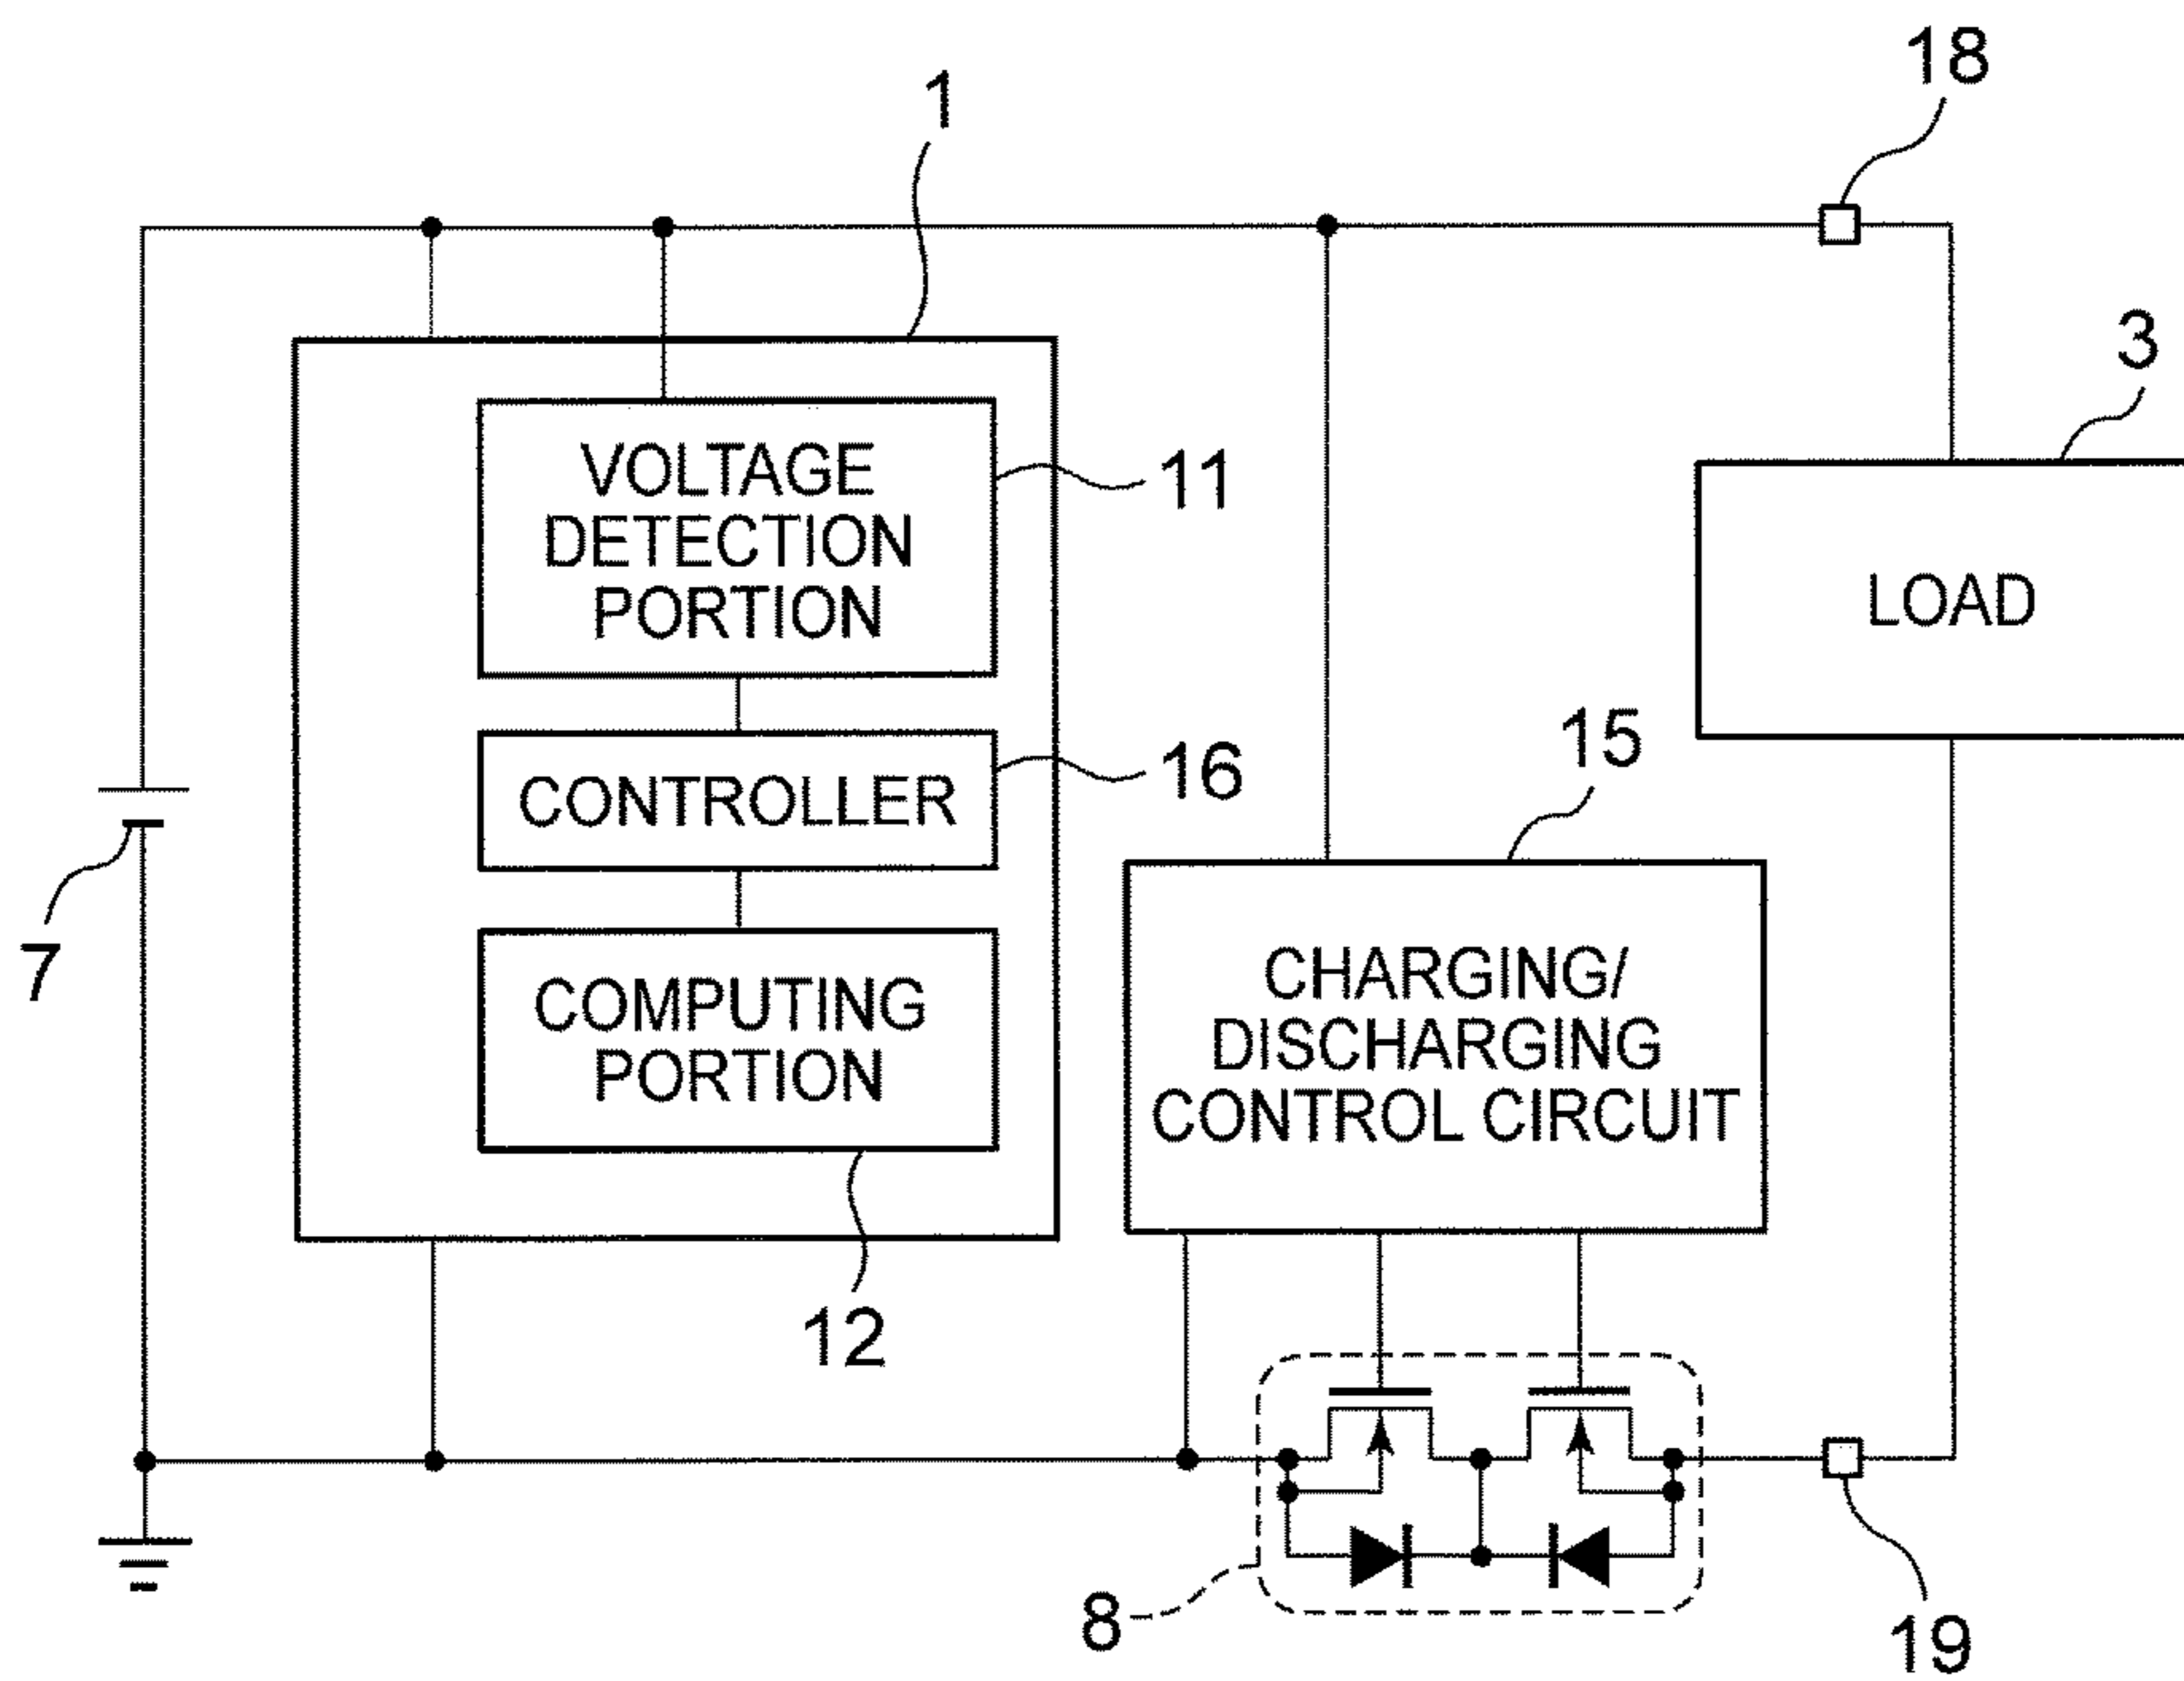 1
18
3
VOLTAGE
DETECTION
PORTION
11
LOAD
CONTROLLER
16
15
7
COMPUTING
PORTION
CHARGING/
DISCHARGING
CONTROL CIRCUIT
12
8
19